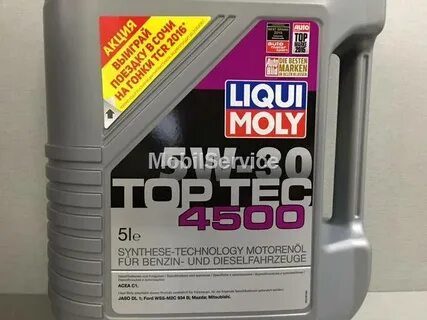 АКЦИЯ
ВЫИГРАЙ
ПОЕЗДКУ В СОЧИ
НА ГОНКИ TCR 2016*
AUTO
TOP
DIE BESTEN
MARKEN
LIQUI
MOLY
MobilService
5W-30
TOP TEC
4500
5l℮
SYNTHESE-TECHNOLOGY MOTORENÖL
FÜR BENZIN- UND DIESELFAHRZEUGE
ACEA C1.
JASO DL 1; Ford WSS-M2C 934 B; Mazda; Mitsubishi.